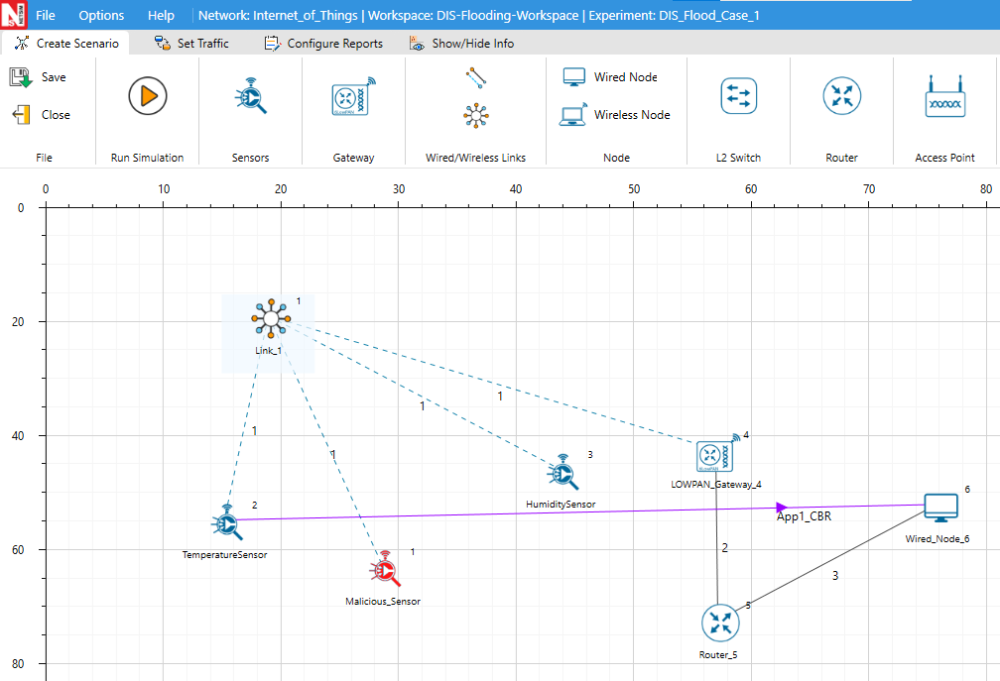 N NETSIM File Options Help Network: Internet_of_Things | Workspace: DIS-Flooding-Workspace | Experiment: DIS_Flood_Case_1
Create Scenario Set Traffic Configure Reports Show/Hide Info
Save
Close
Wired Node
Wireless Node
File Run Simulation Sensors Gateway Wired/Wireless Links Node L2 Switch Router Access Point
0 10 20 30 40 50 60 70 80
0
1
20
Link_1
1
1
40
4
1
1
3
LOWPAN_Gateway_4
6
HumiditySensor
2
App1_CBR
Wired_Node_6
60
2
1
TemperatureSensor
3
Malicious_Sensor
5
Router_5
80